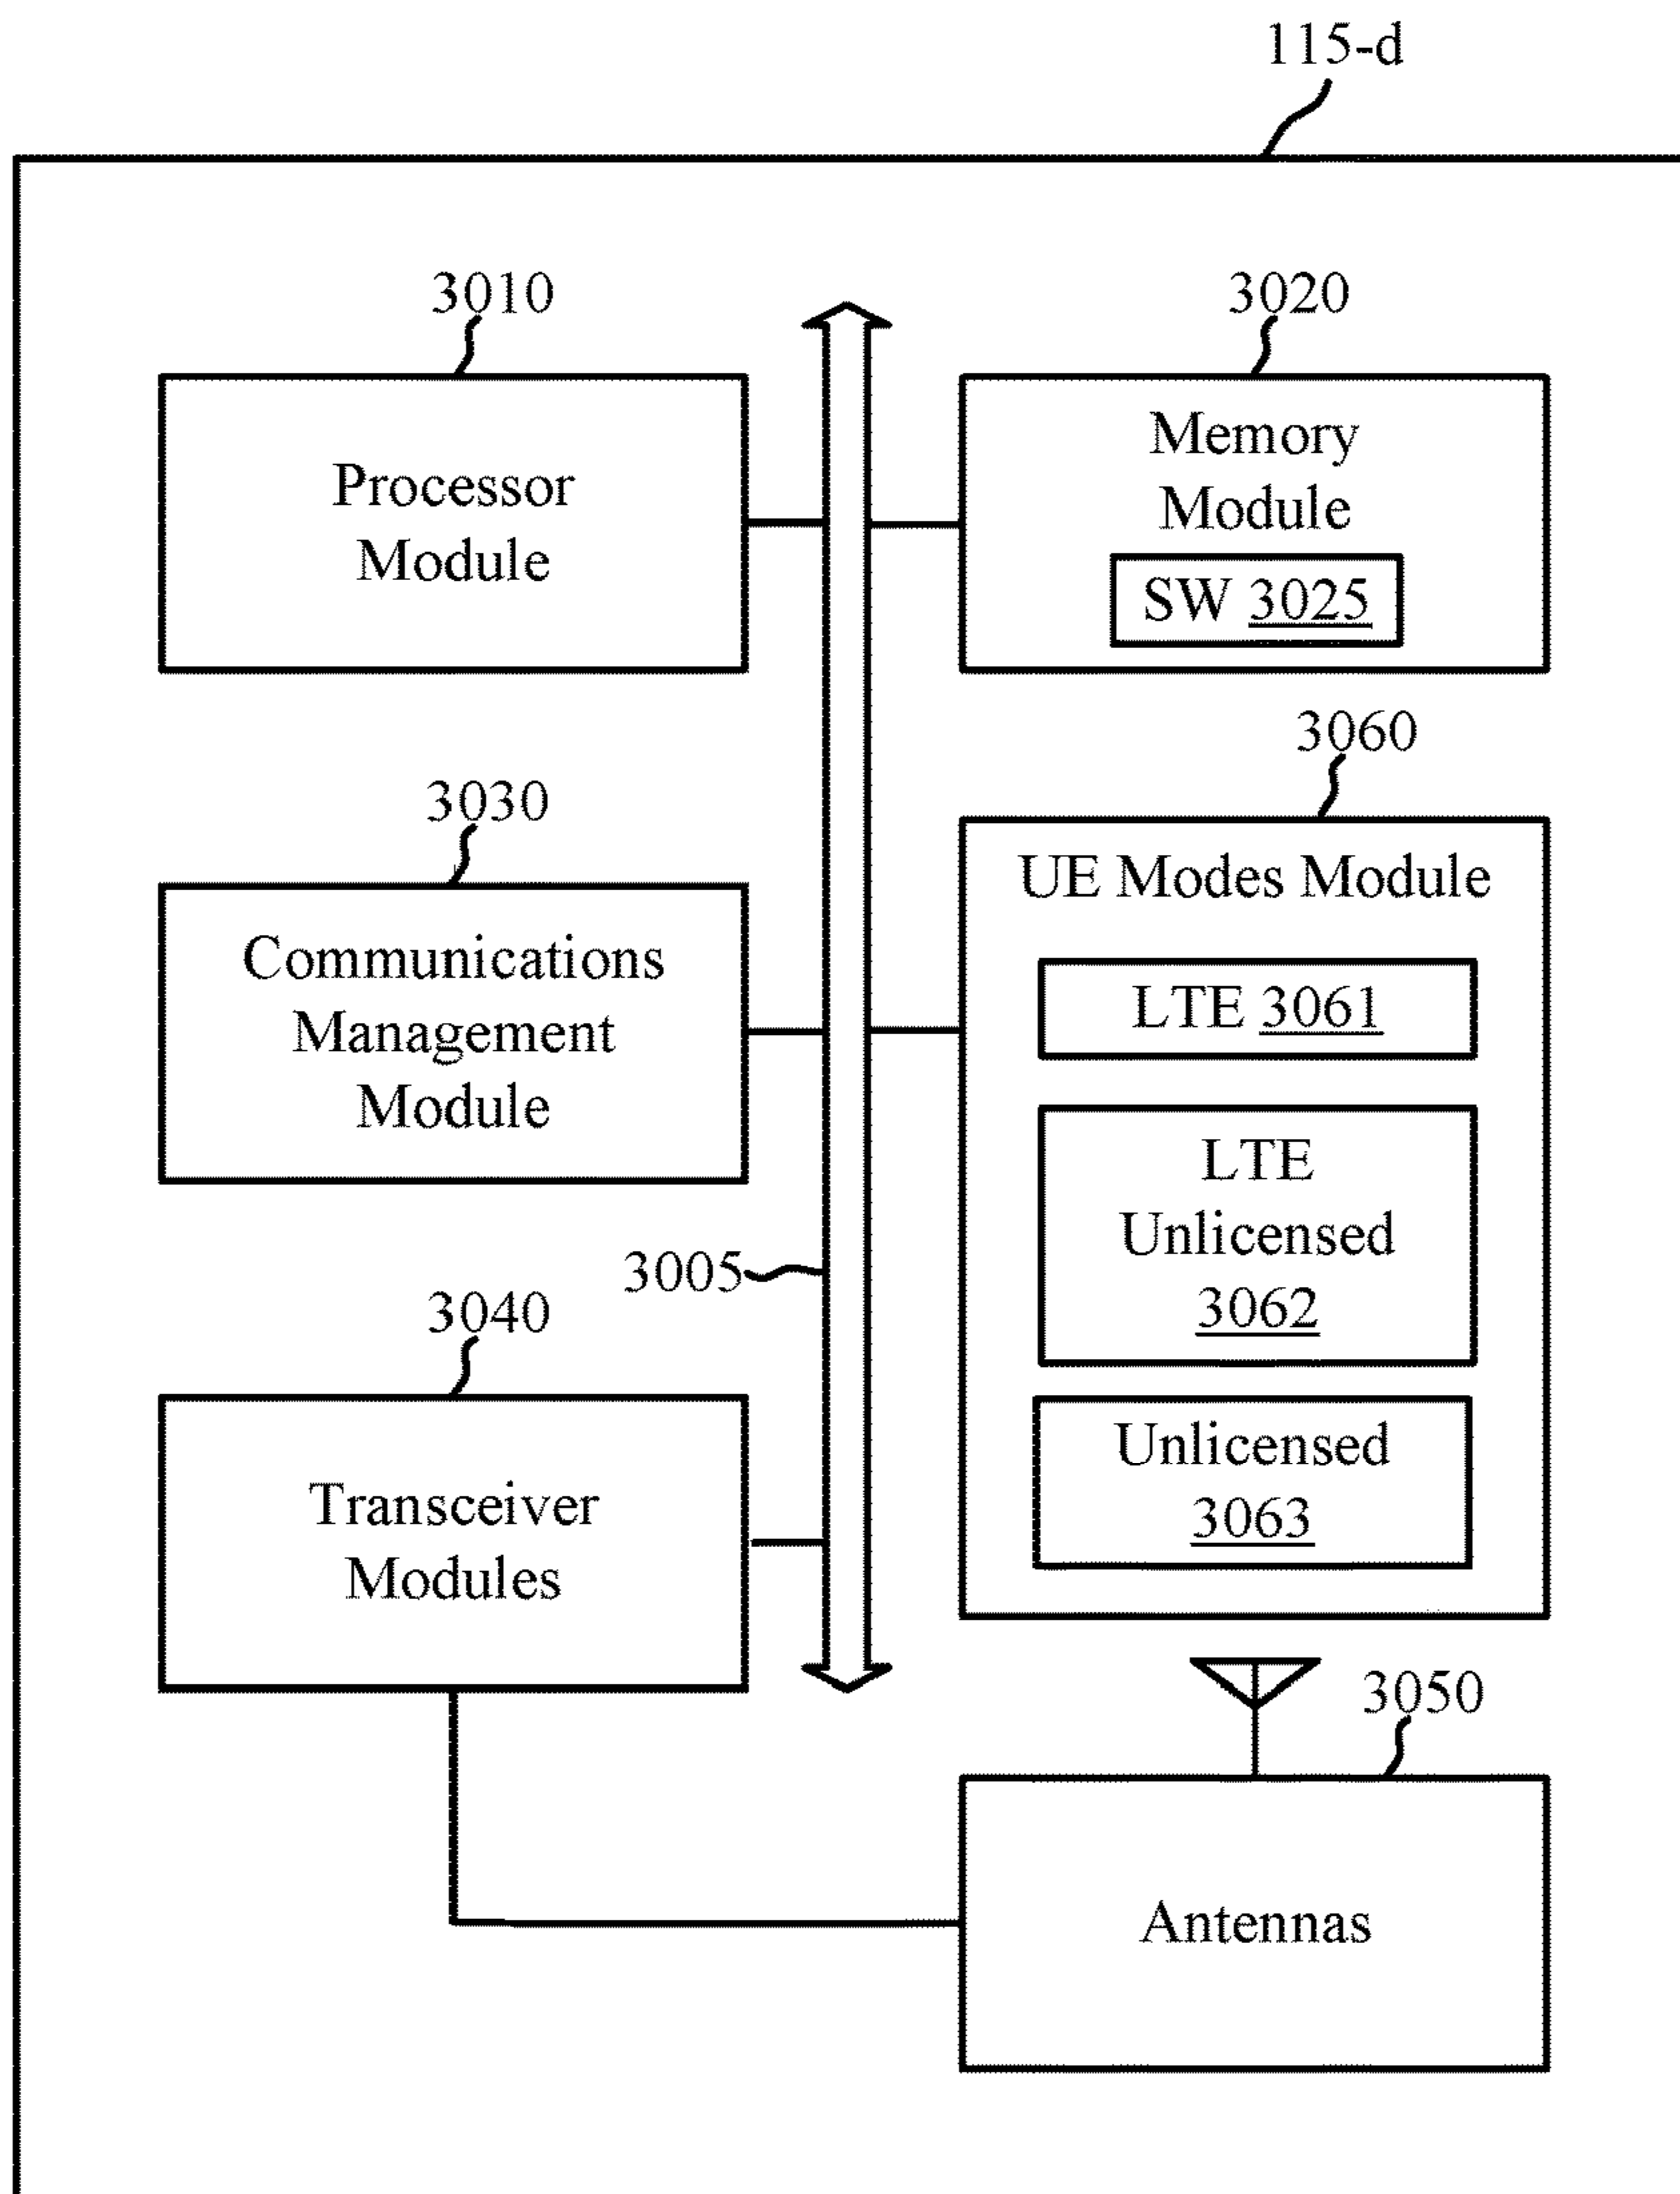 115-d
3010
Processor
Module
3020
Memory
Module
SW 3025
3030
Communications
Management
Module
3060
UE Modes Module
LTE 3061
LTE
Unlicensed
3062
Unlicensed
3063
3005
3040
Transceiver
Modules
3050
Antennas